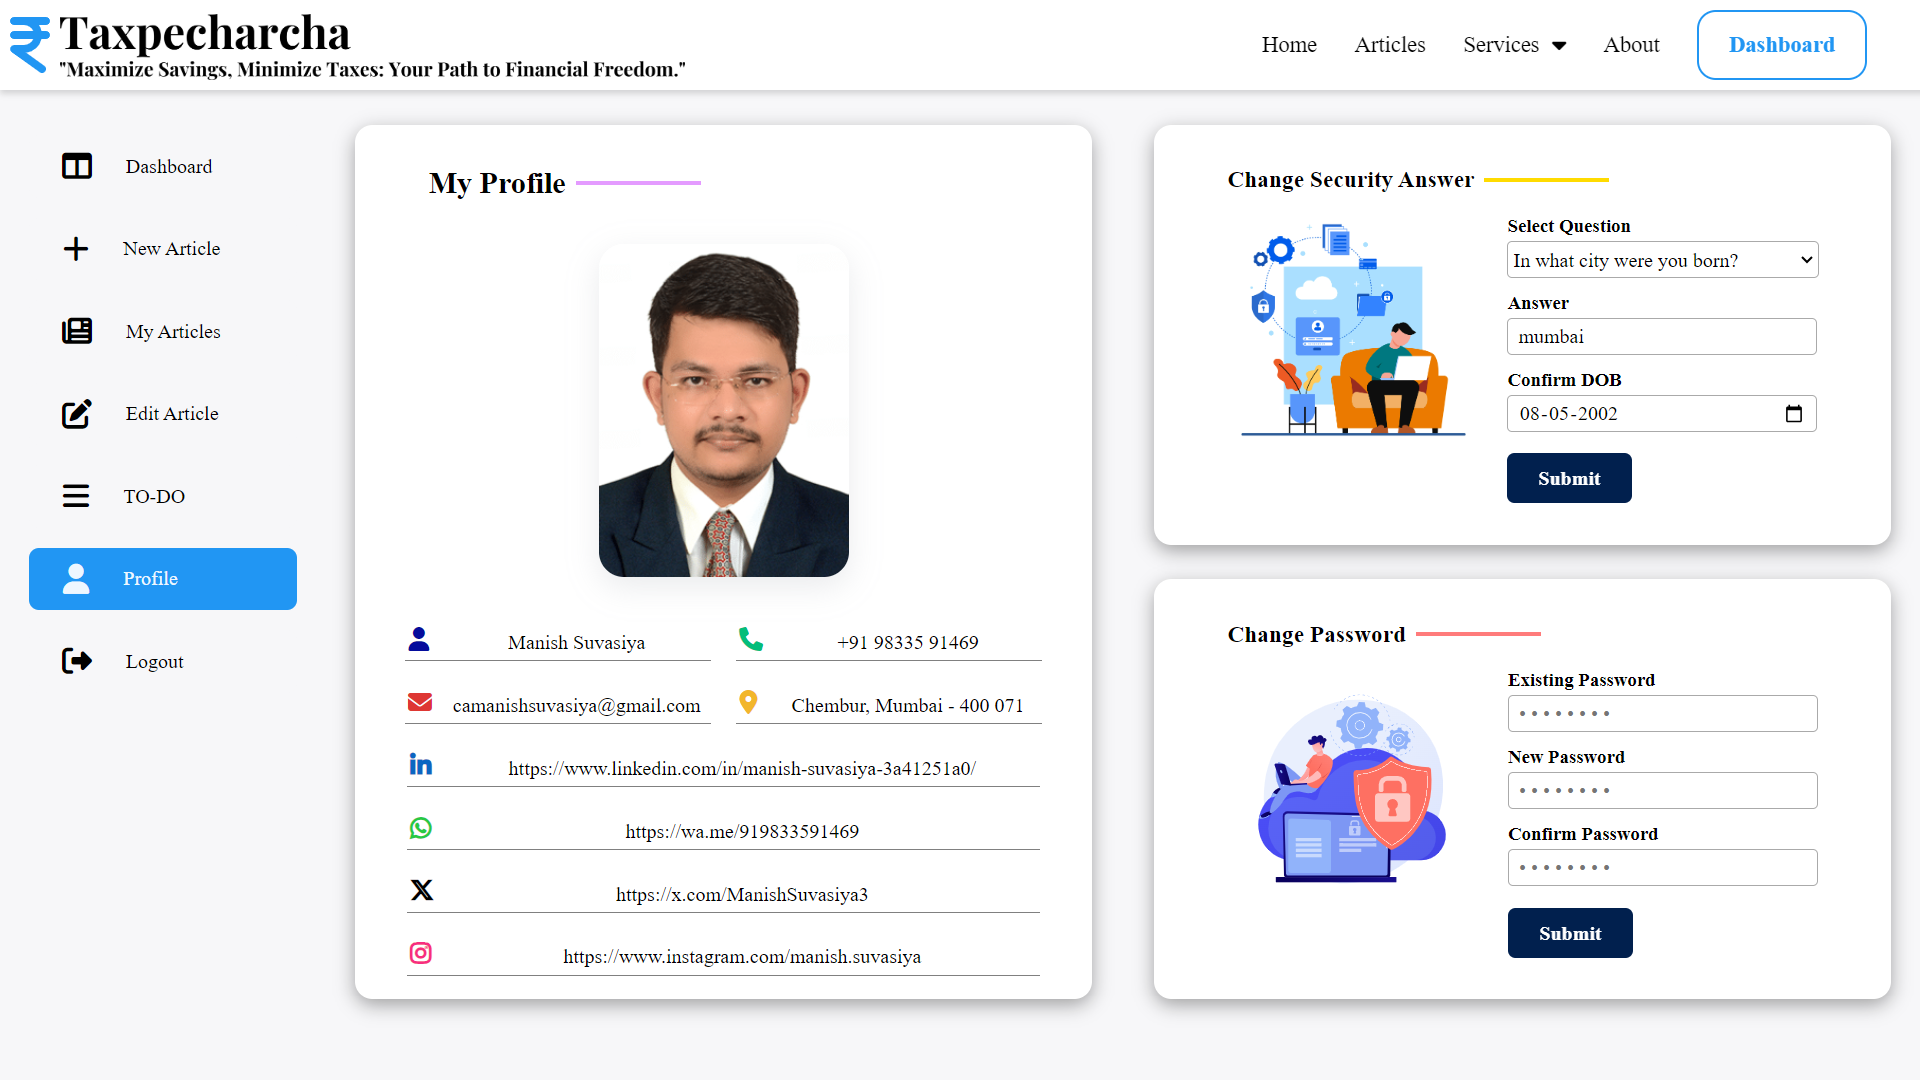 Taxpecharcha
"Maximize Savings, Minimize Taxes: Your Path to Financial Freedom."
Home
Articles
Services
About
Dashboard
Dashboard
New Article
My Articles
Edit Article
TO-DO
Profile
Logout
My Profile
Manish Suvasiya
+91 98335 91469
camanishsuvasiya@gmail.com
Chembur, Mumbai - 400 071
https://www.linkedin.com/in/manish-suvasiya-3a41251a0/
https://wa.me/919833591469
https://x.com/ManishSuvasiya3
https://www.instagram.com/manish.suvasiya
Change Security Answer
Select Question
In what city were you born?
Answer
mumbai
Confirm DOB
08-05-2002
Submit
Change Password
Existing Password
New Password
Confirm Password
Submit